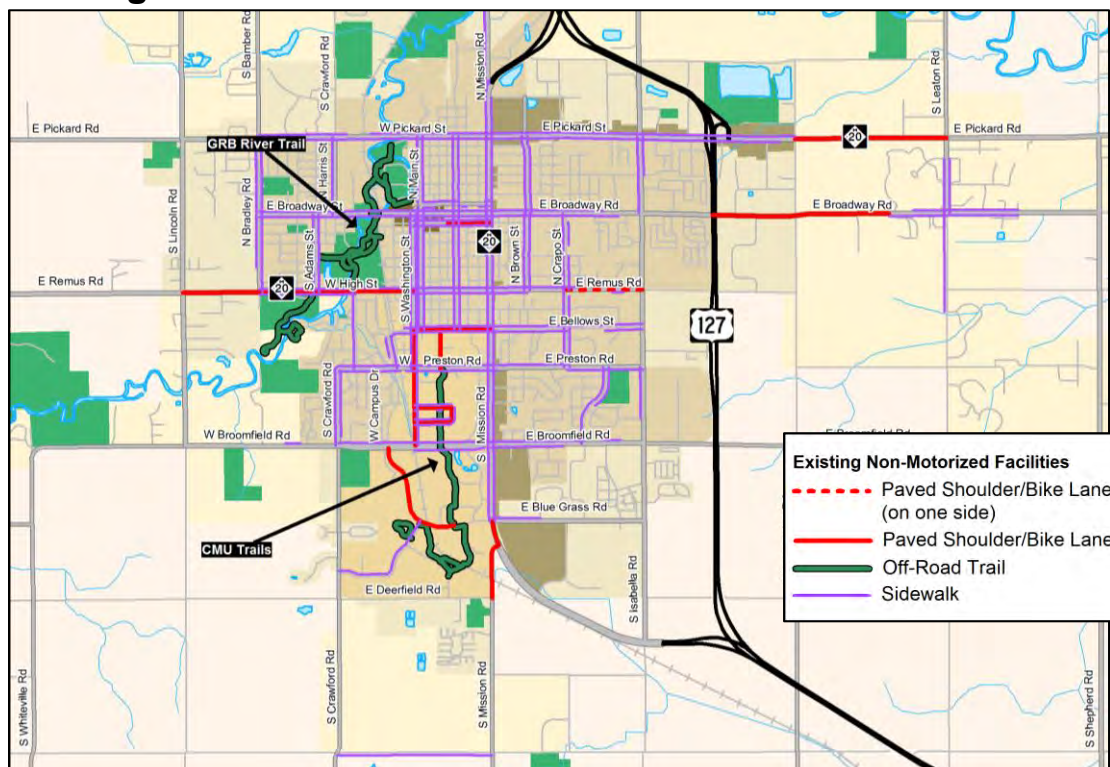 S Bamber Rd
S Crawford Rd
N Mission Rd
S Leaton Rd
E Pickard Rd
W Pickard St
E Pickard St
20
E Pickard Rd
GRB River Trail
N Harris St
N Main St
N Bradley Rd
S Lincoln Rd
E Broadway St
E Broadway Rd
E Broadway Rd
S Adams St
S Washington St
20
N Brown St
N Crapo St
E Remus Rd
20
W High St
E Remus Rd
E Bellows St
127
W Preston Rd
E Preston Rd
S Crawford Rd
W Campus Dr
S Mission Rd
W Broomfield Rd
E Broomfield Rd
E Broomfield Rd
CMU Trails
E Blue Grass Rd
E Deerfield Rd
S Isabella Rd
S Whiteville Rd
S Crawford Rd
S Mission Rd
S Shepherd Rd
Existing Non-Motorized Facilities
Paved Shoulder/Bike Lane
(on one side)
Paved Shoulder/Bike Lane
Off-Road Trail
Sidewalk